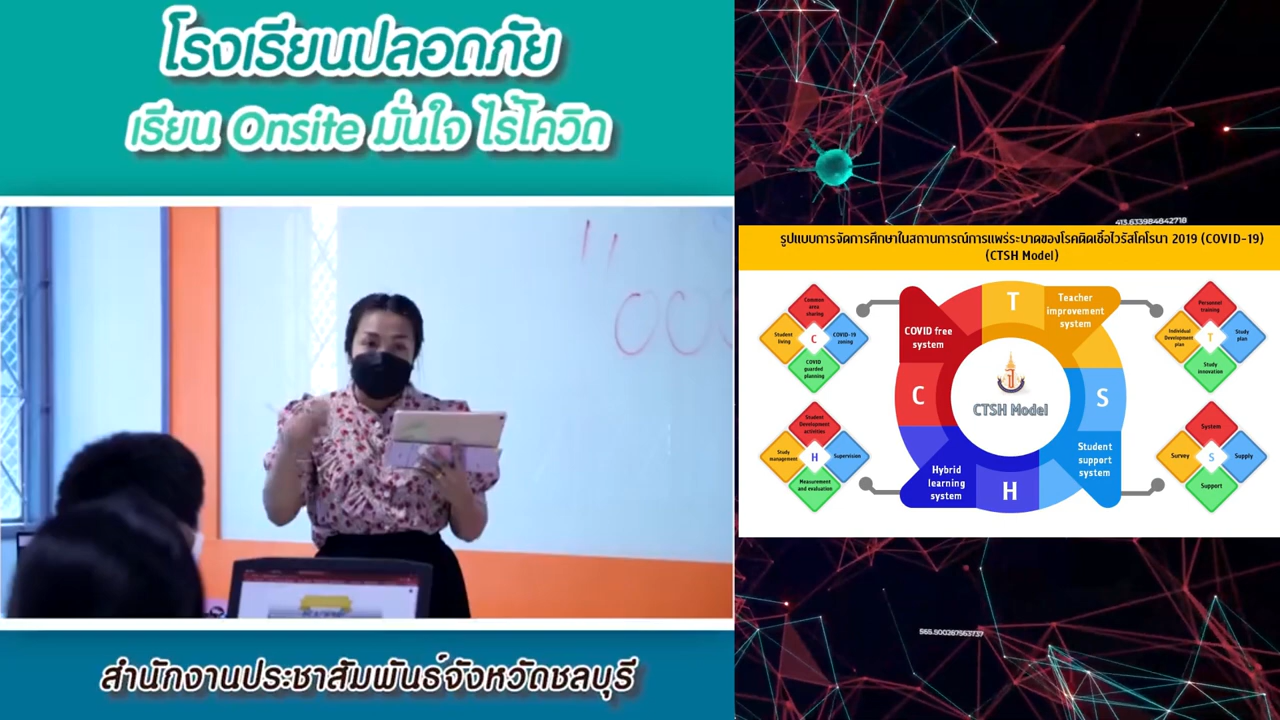 โรงเรียนปลอดภัย
เรียน Onsite มั่นใจ ไร้โควิด
สำนักงานประชาสัมพันธ์จังหวัดชลบุรี
413.633984642718
รูปแบบการจัดการศึกษาในสถานการณ์การแพร่ระบาดของโรคติดเชื้อไวรัสโคโรนา 2019 (COVID-19)
(CTSH Model)
Common
area
sharing
Student
living
C
COVID-19
zoning
COVID
guarded
planning
Student
Development
activities
Study
management
H
Supervision
Measurement
and evaluation
COVID free
system
T
Teacher
improvement
system
C
CTSH Model
S
Hybrid
learning
system
H
Student
support
system
Personnel
training
Individual
Development
plan
T
Study
plan
Study
innovation
System
Survey
S
Supply
Support